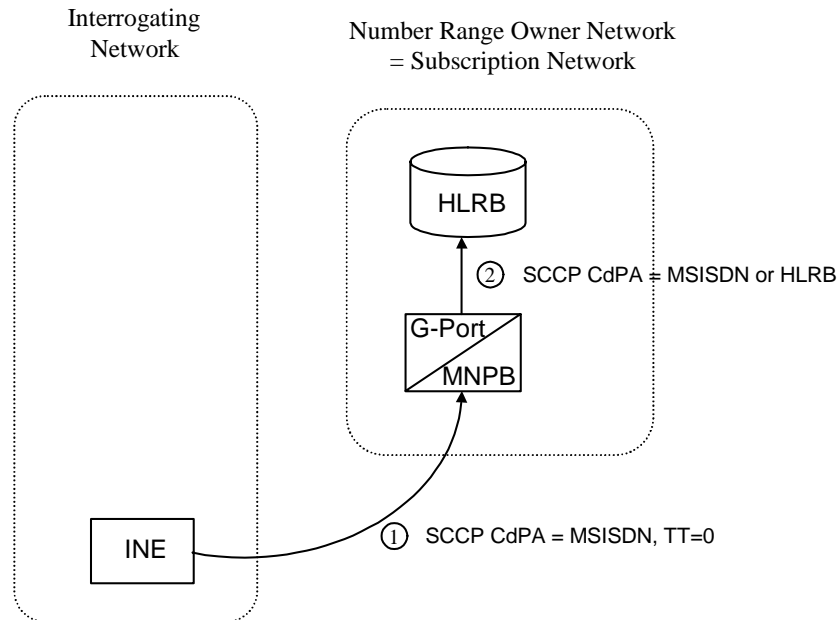 Interrogating
Network
Number Range Owner Network
= Subscription Network
HLRB
2 SCCP CdPA = MSISDN or HLRB
G-Port
MNPB
INE
1 SCCP CdPA = MSISDN, TT=0